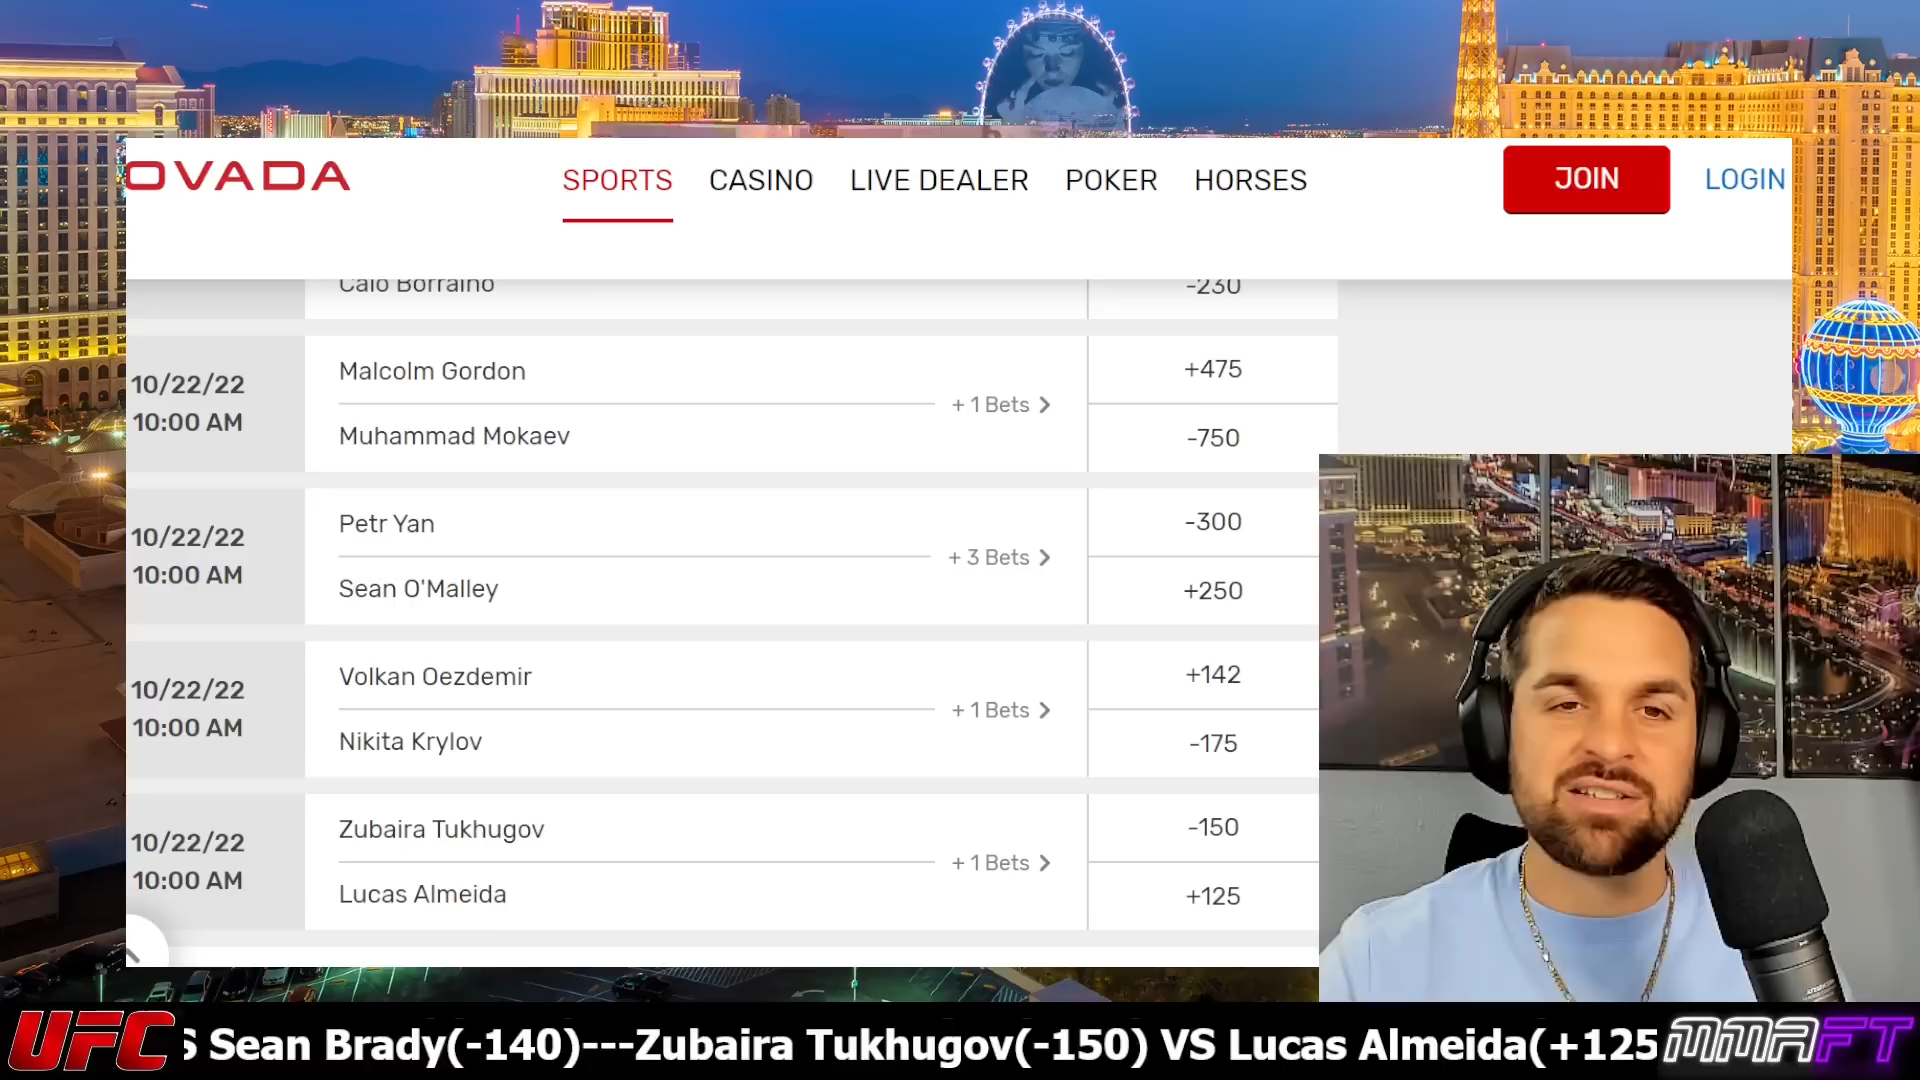 OVADA
SPORTS CASINO LIVE DEALER POKER HORSES
JOIN LOGIN
Caio Borralho
-230
10/22/22
10:00 AM
Malcolm Gordon
+475
+ 1 Bets
Muhammad Mokaev
-750
10/22/22
10:00 AM
Petr Yan
-300
+ 3 Bets
Sean O'Malley
+250
10/22/22
10:00 AM
Volkan Oezdemir
+142
+ 1 Bets
Nikita Krylov
-175
10/22/22
10:00 AM
Zubaira Tukhugov
-150
+ 1 Bets
Lucas Almeida
+125
UFC
S Sean Brady(-140)---Zubaira Tukhugov(-150) VS Lucas Almeida(+125
MMAFT